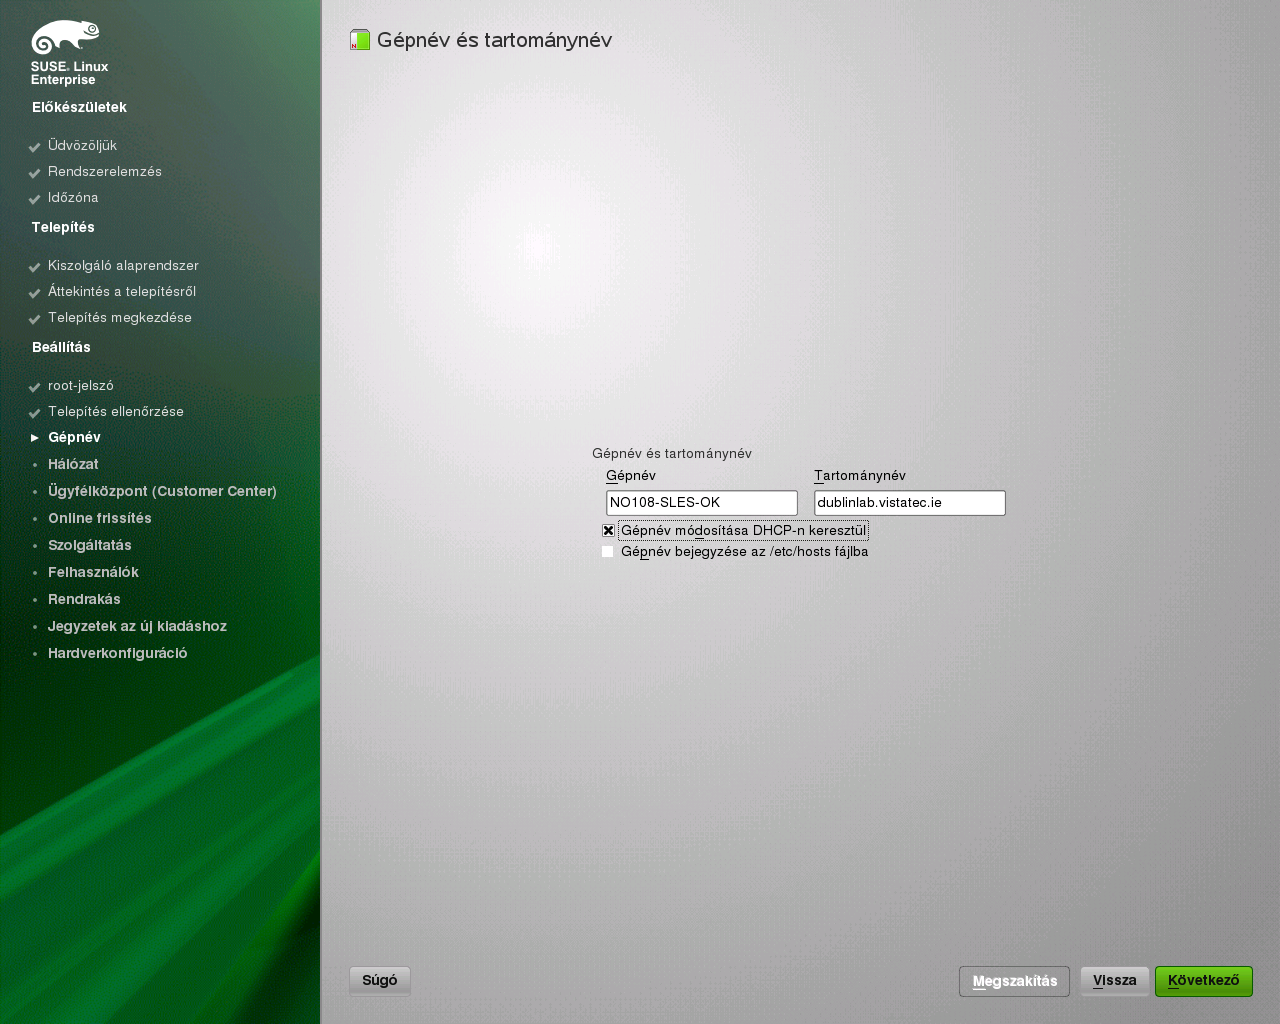 SUSE® Linux
Enterprise
Előkészületek
Üdvözöljük
Rendszerelemzés
Időzóna
Telepítés
Kiszolgáló alaprendszer
Áttekintés a telepítésről
Telepítés megkezdése
Beállítás
root-jelszó
Telepítés ellenőrzése
Gépnév
Hálózat
Ügyfélközpont (Customer Center)
Online frissítés
Szolgáltatás
Felhasználók
Rendrakás
Jegyzetek az új kiadáshoz
Hardverkonfiguráció
Gépnév és tartománynév
Gépnév és tartománynév
Gépnév Tartománynév
NO108-SLES-OK dublinlab.vistatec.ie
Gépnév módosítása DHCP-n keresztül
Gépnév bejegyzése az /etc/hosts fájlba
Súgó Megszakítás Vissza Következő